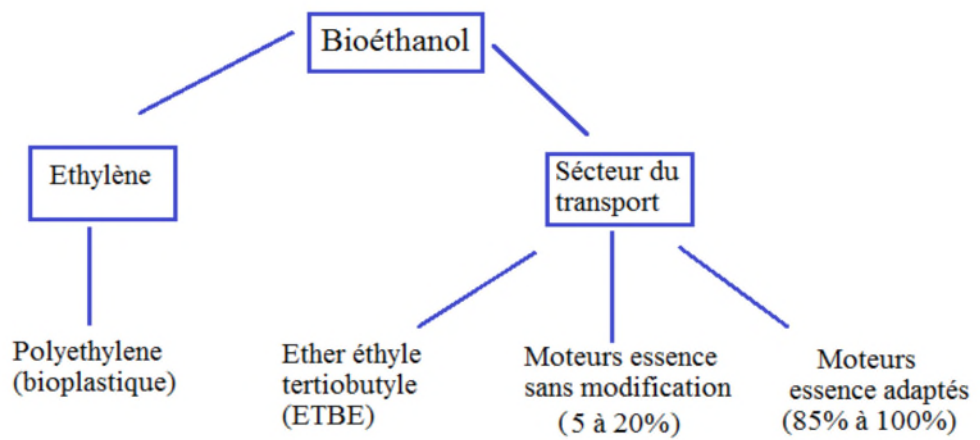 Bioéthanol
Ethylène
Sécteur du
transport
Polyethylene
(bioplastique)
Ether éthyle
tertiobutyle
(ETBE)
Moteurs essence
sans modification
(5 à 20%)
Moteurs
essence adaptés
(85% à 100%)